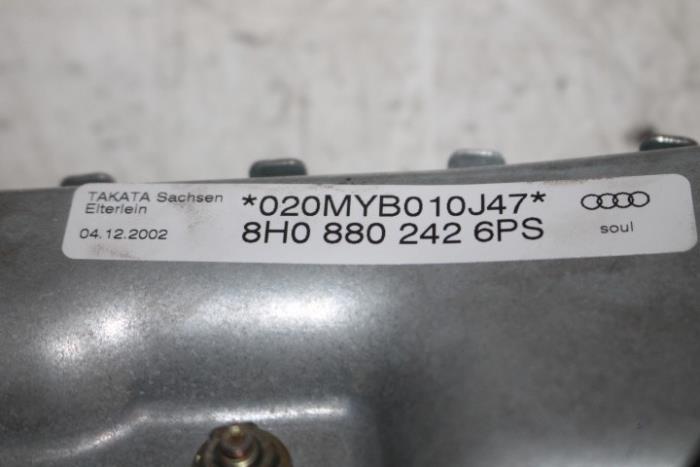 TAKATA Sachsen
Elterlein
04.12.2002
*020MYB010J47*
8H0 880 242 6PS
soul